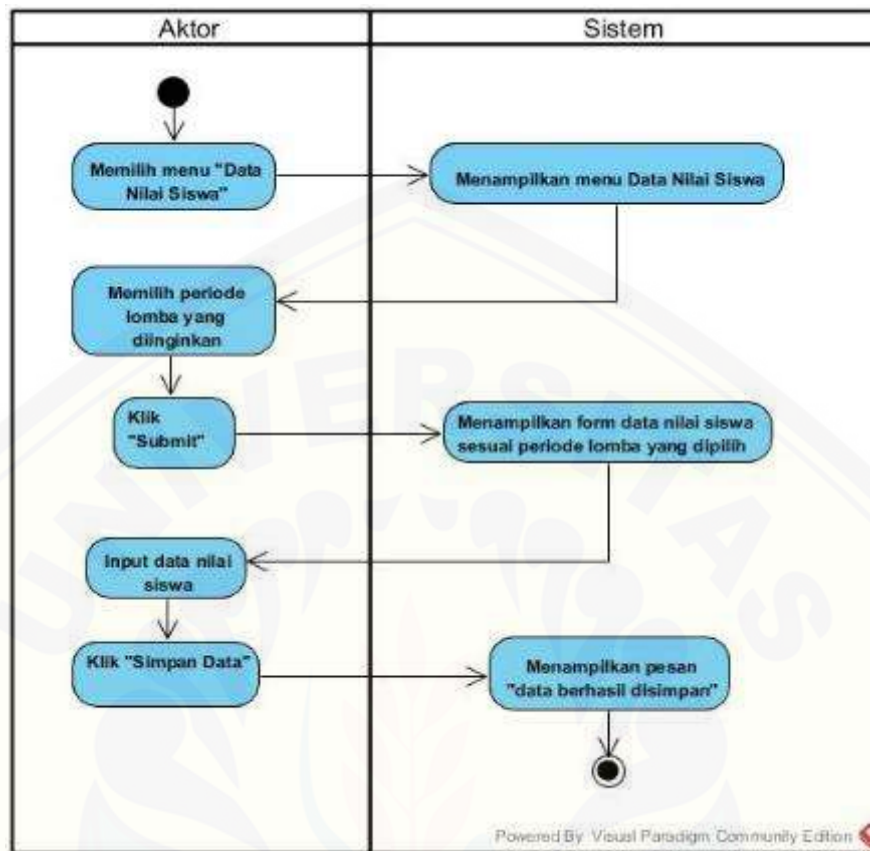 Aktor
Sistem
Memilih menu "Data
Nilai Siswa"
Menampilkan menu Data Nilai Siswa
Memilih periode
lomba yang
diinginkan
Klik
"Submit"
Menampilkan form data nilai siswa
sesuai periode lomba yang dipilih
Input data nilai
siswa
Klik "Simpan Data"
Menampilkan pesan
"data berhasil disimpan"
UNIVERSITAS
Powered By Visual Paradigm Community Edition